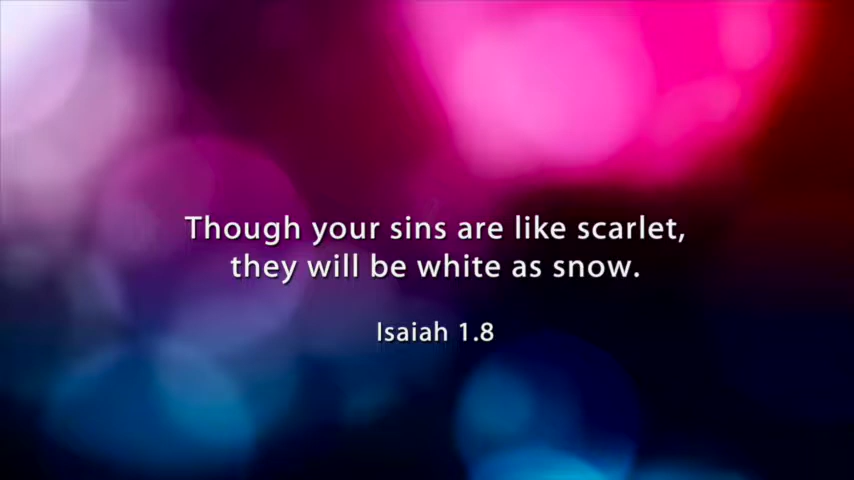 Though your sins are like scarlet,
they will be white as snow.
Isaiah 1.8